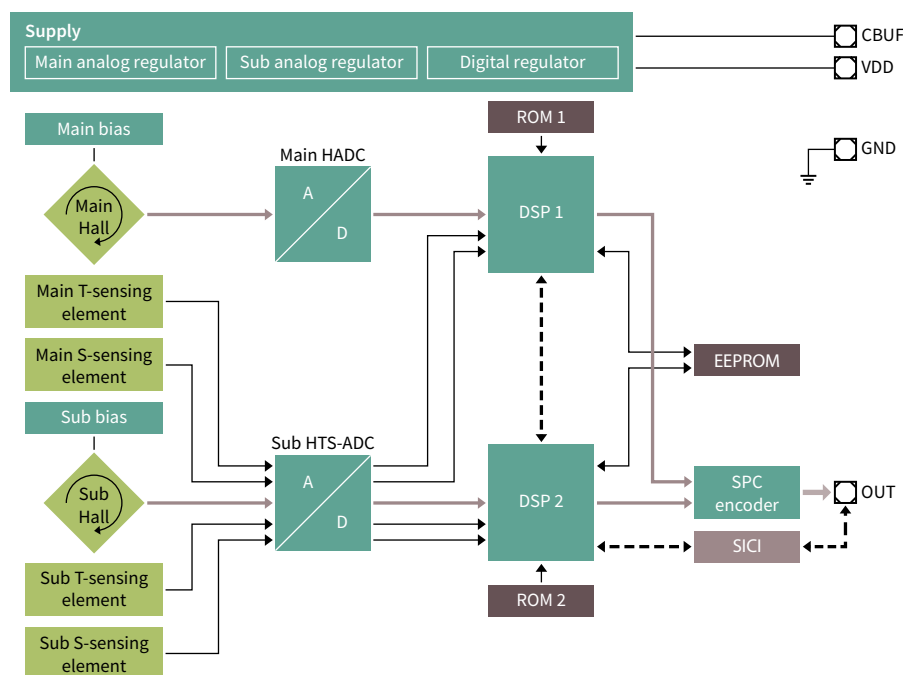 Supply
Main analog regulator
Sub analog regulator
Digital regulator
CBUF
VDD
GND
Main bias
ROM 1
Main HADC
Main
Hall
A
D
DSP 1
Main T-sensing
element
Main S-sensing
element
EEPROM
Sub bias
Sub HTS-ADC
Sub
Hall
A
D
DSP 2
SPC
encoder
OUT
SICI
Sub T-sensing
element
ROM 2
Sub S-sensing
element